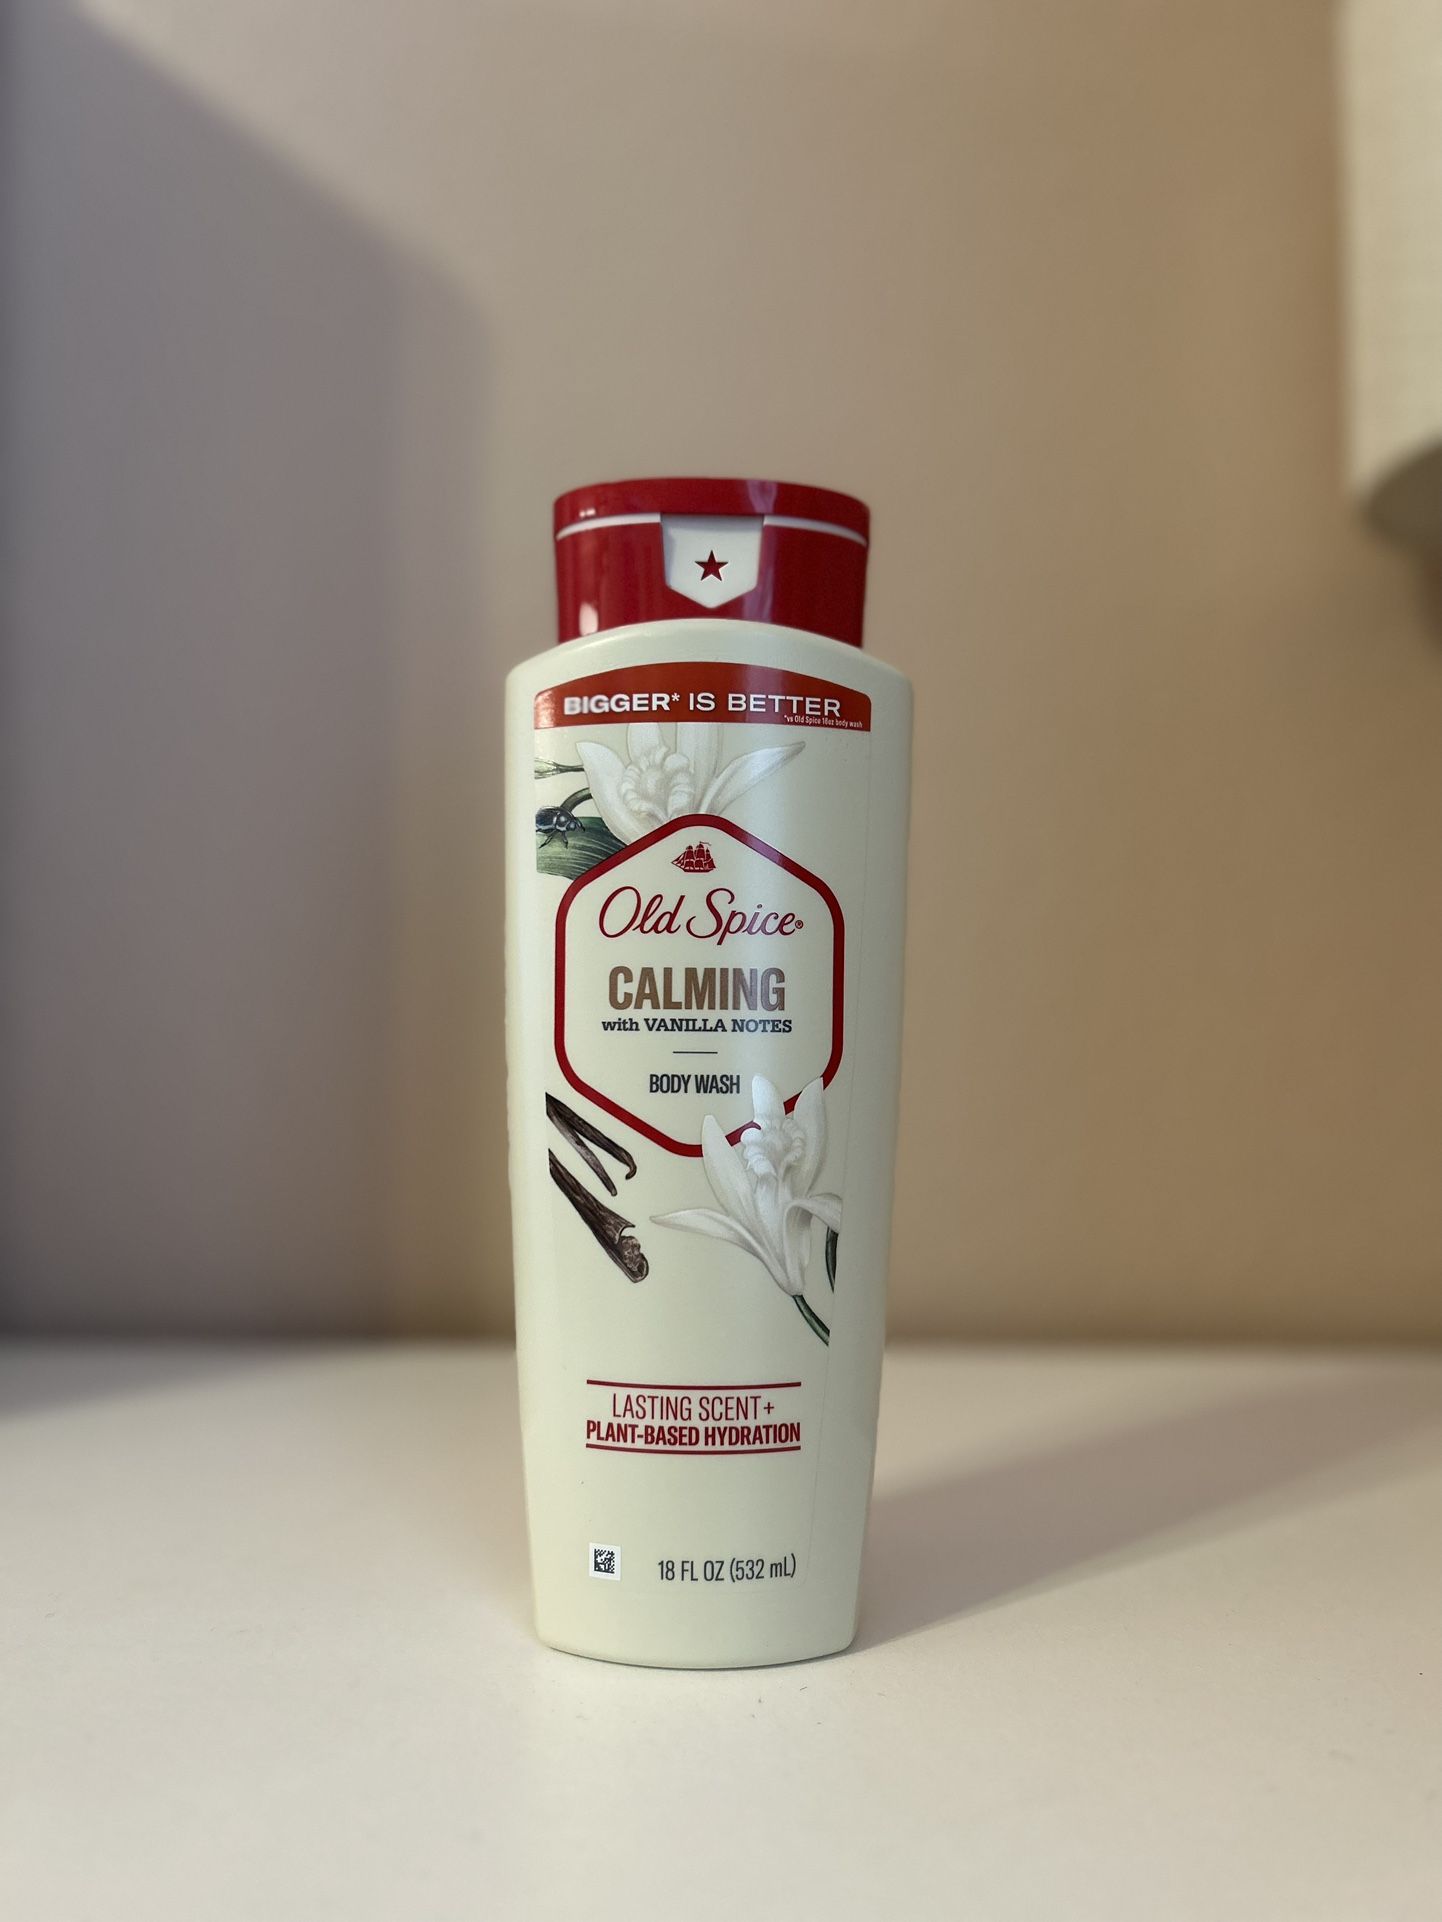 BIGGER* IS BETTER
*vs Old Spice 16oz body wash
Old Spice®
CALMING
with VANILLA NOTES
BODY WASH
LASTING SCENT+
PLANT-BASED HYDRATION
18 FL OZ (532 mL)